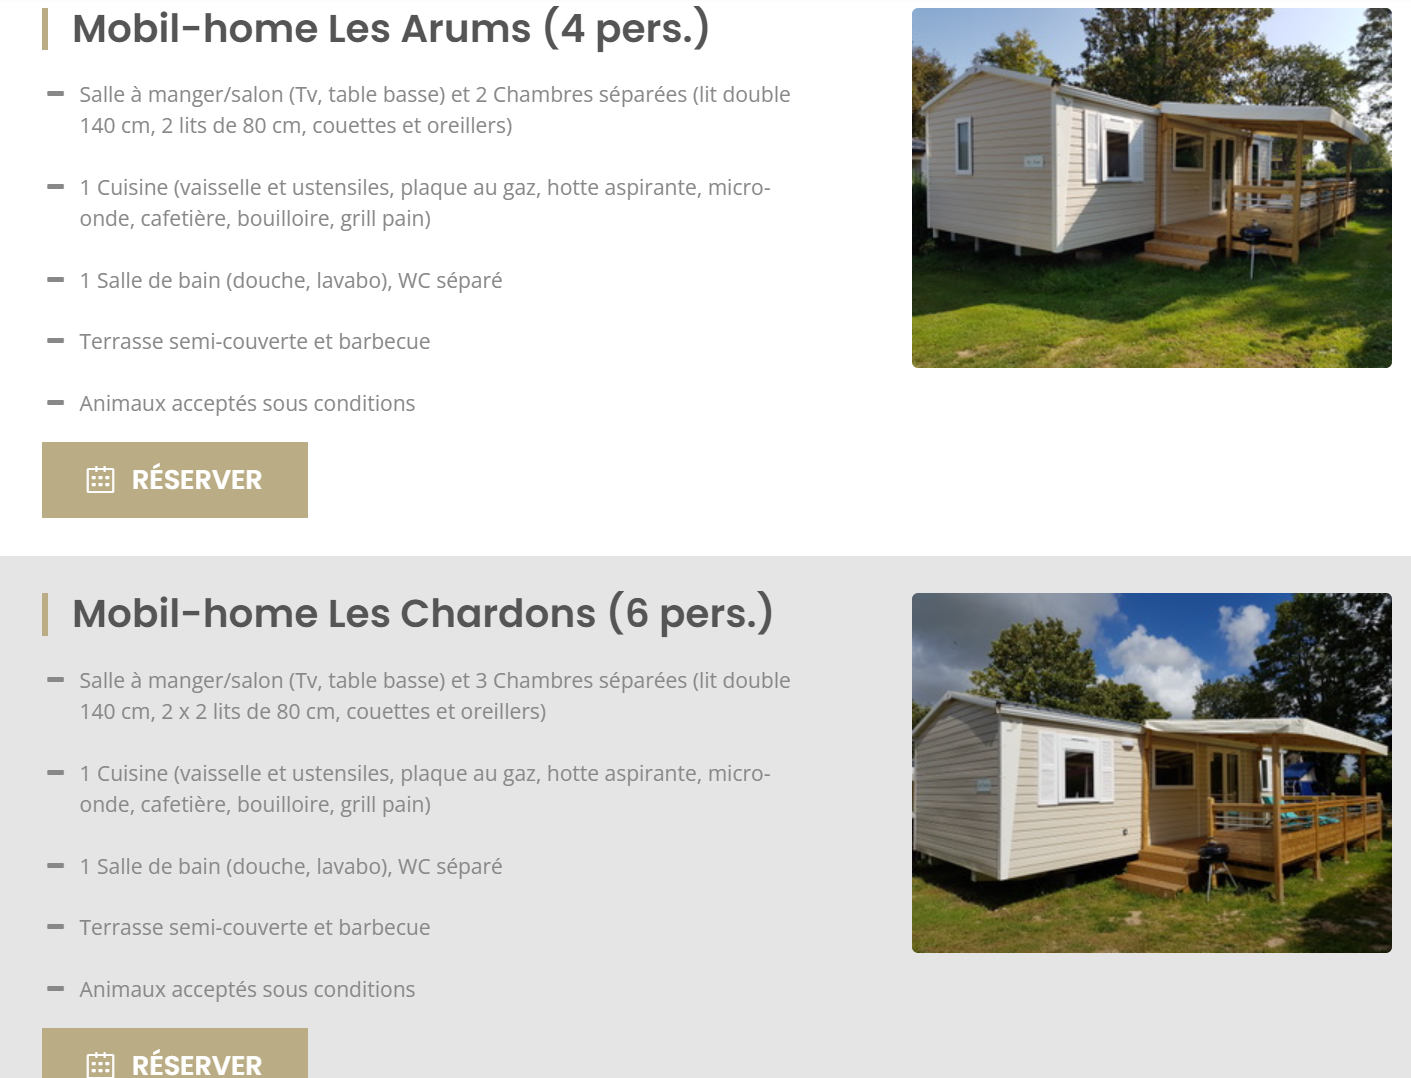 Mobil-home Les Arums (4 pers.)
Salle à manger/salon (Tv, table basse) et 2 Chambres séparées (lit double
140 cm, 2 lits de 80 cm, couettes et oreillers)
1 Cuisine (vaisselle et ustensiles, plaque au gaz, hotte aspirante, micro-
onde, cafetière, bouilloire, grill pain)
1 Salle de bain (douche, lavabo), WC séparé
Terrasse semi-couverte et barbecue
Animaux acceptés sous conditions
RÉSERVER
Mobil-home Les Chardons (6 pers.)
Salle à manger/salon (Tv, table basse) et 3 Chambres séparées (lit double
140 cm, 2 x 2 lits de 80 cm, couettes et oreillers)
1 Cuisine (vaisselle et ustensiles, plaque au gaz, hotte aspirante, micro-
onde, cafetière, bouilloire, grill pain)
1 Salle de bain (douche, lavabo), WC séparé
Terrasse semi-couverte et barbecue
Animaux acceptés sous conditions
RÉSERVER